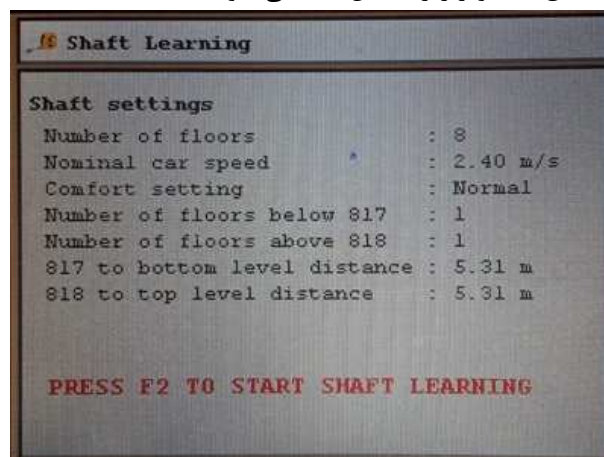 Shaft Learning
Shaft settings
Number of floors : 8
Nominal car speed : 2.40 m/s
Comfort setting : Normal
Number of floors below 817 : 1
Number of floors above 818 : 1
817 to bottom level distance : 5.31 m
818 to top level distance : 5.31 m
PRESS F2 TO START SHAFT LEARNING